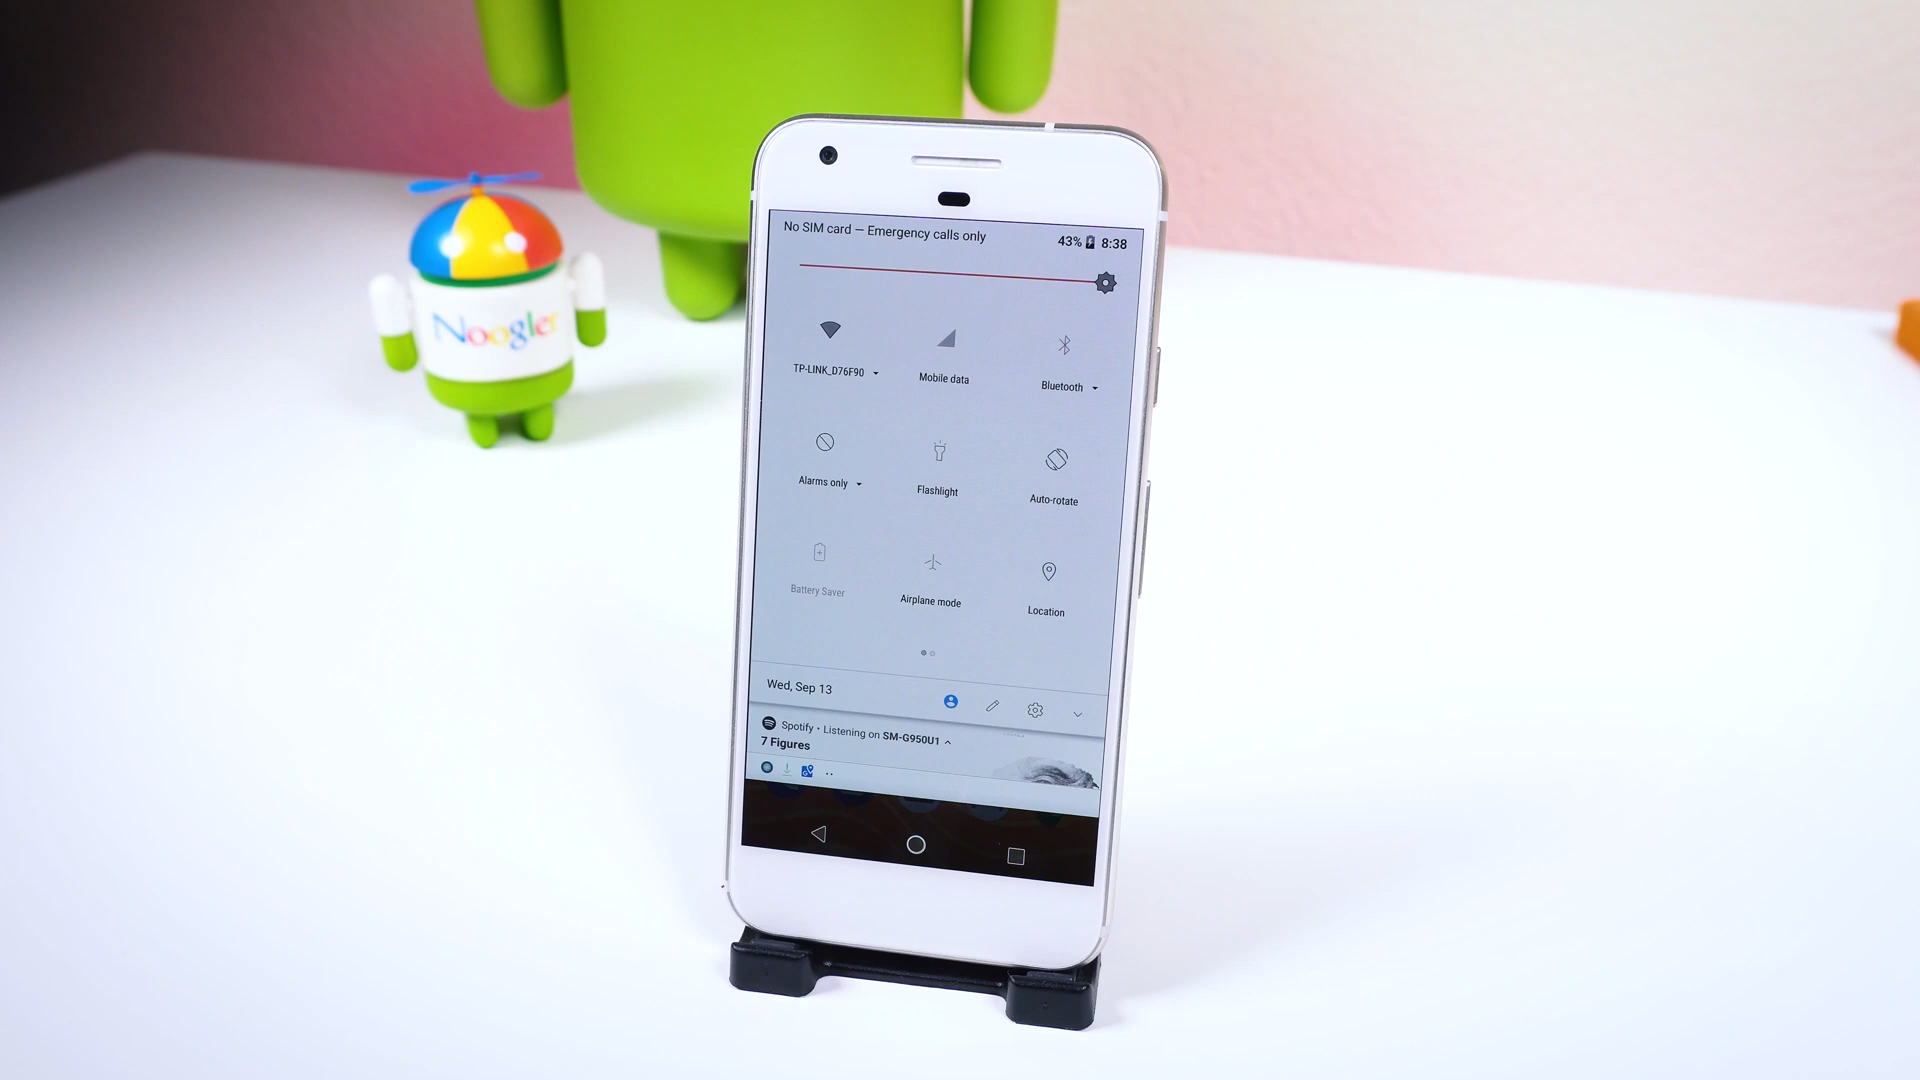 Noogler
No SIM card — Emergency calls only 43% 8:38
TP-LINK_D76F90 Mobile data Bluetooth
Alarms only Flashlight Auto-rotate
Battery Saver Airplane mode Location
Wed, Sep 13
Spotify • Listening on SM-G950U1
7 Figures